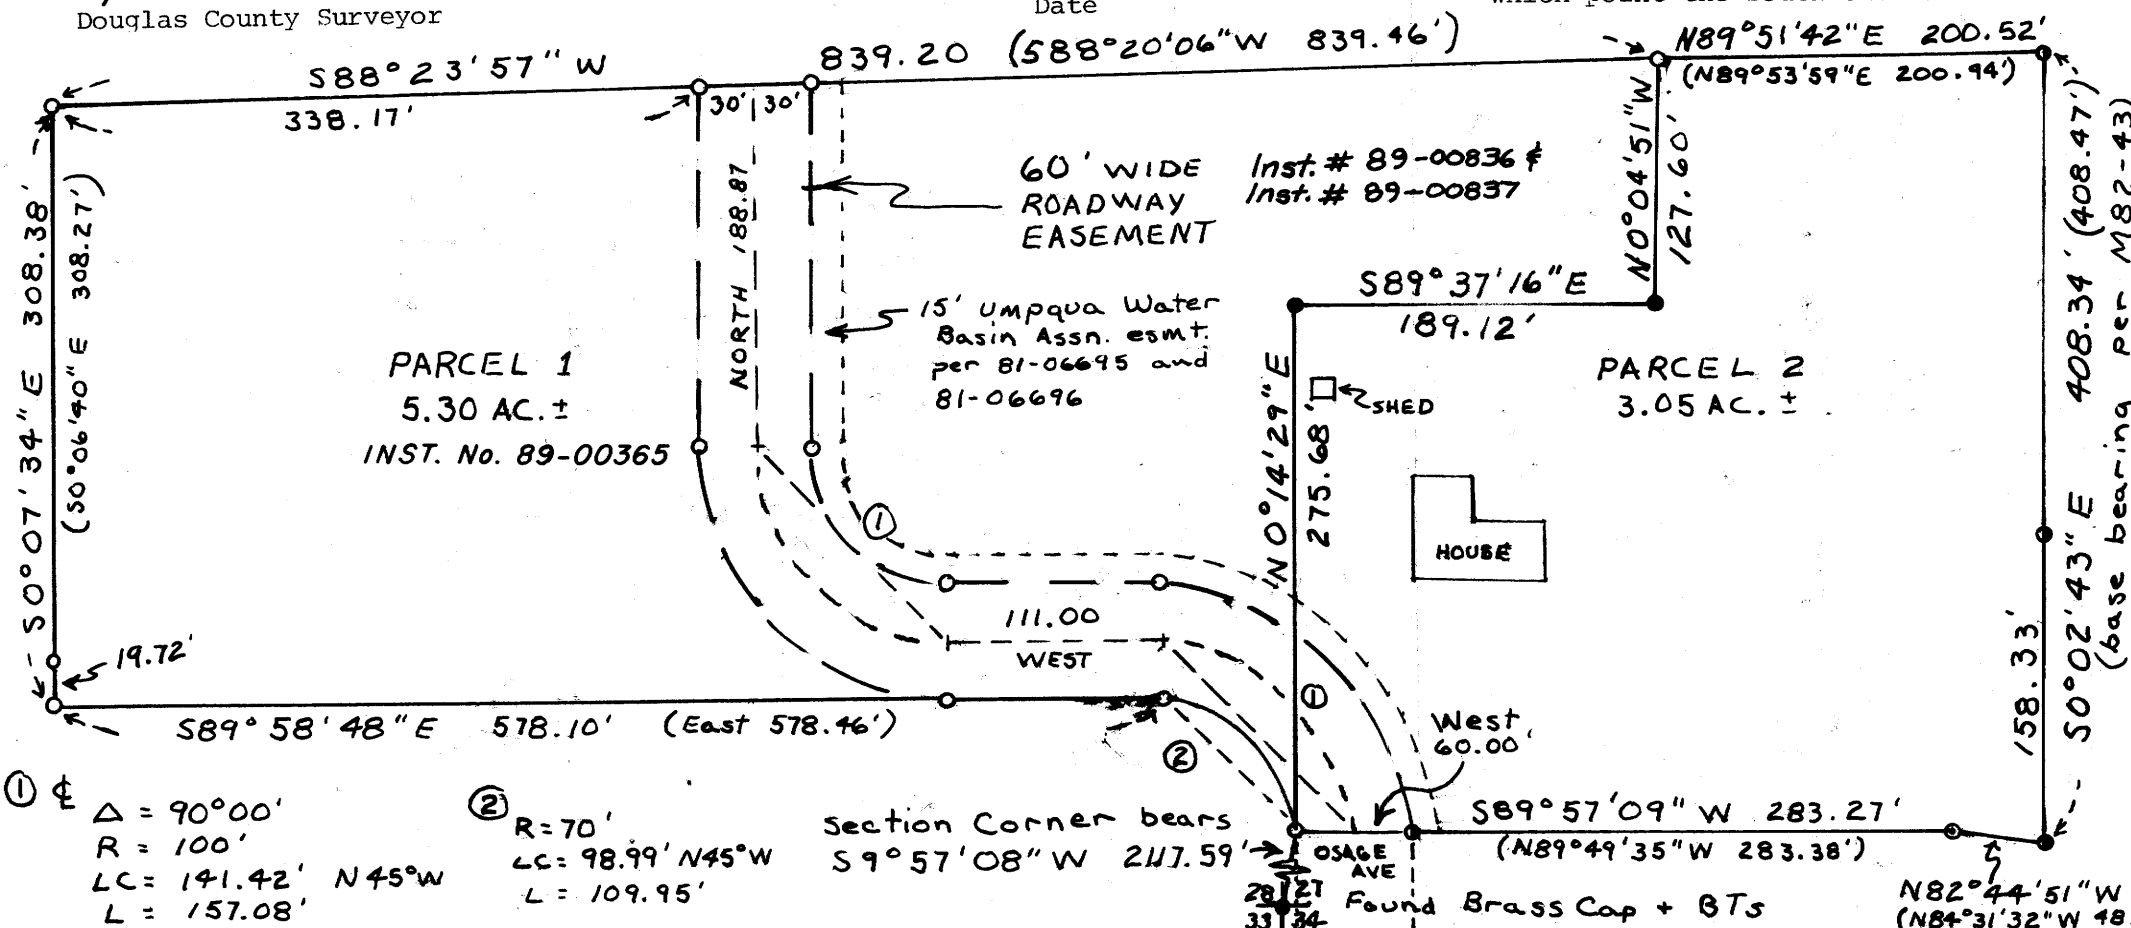 Douglas County Surveyor
Date
S88°23'57"W
338.17'
839.20 (S88°20'06"W 839.46')
N89°51'42"E 200.52'
(N89°53'59"E 200.94')
30' 30'
S0°07'34"E 308.38'
(S0°06'40"E 308.27')
19.72'
PARCEL 1
5.30 AC. ±
INST. No. 89-00365
NORTH 188.87
60' WIDE
ROADWAY
EASEMENT
Inst. # 89-00836 &
Inst. # 89-00837
15' Umpqua Water
Basin Assn. esmt.
per 81-06695 and
81-06696
N0°04'51"W
127.60'
S89°37'16"E
189.12'
N0°14'29"E
275.68'
SHED
HOUSE
PARCEL 2
3.05 AC. ±
S0°02'43"E 408.34' (408.47')
(base bearing per M82-43)
158.33'
1
111.00
WEST
1
2
S89°58'48"E 578.10' (East 578.46')
West
60.00'
S89°57'09"W 283.27'
(N89°49'35"W 283.38')
N82°44'51"W
(N84°31'32"W 48
1 ℄
Δ = 90°00'
R = 100'
LC = 141.42' N45°W
L = 157.08'
2
R=70'
LC= 98.99' N45°W
L = 109.95'
Section Corner bears
S9°57'08"W 2117.59'
OSAGE
AVE
28 27
33 34
Found Brass Cap + BTs